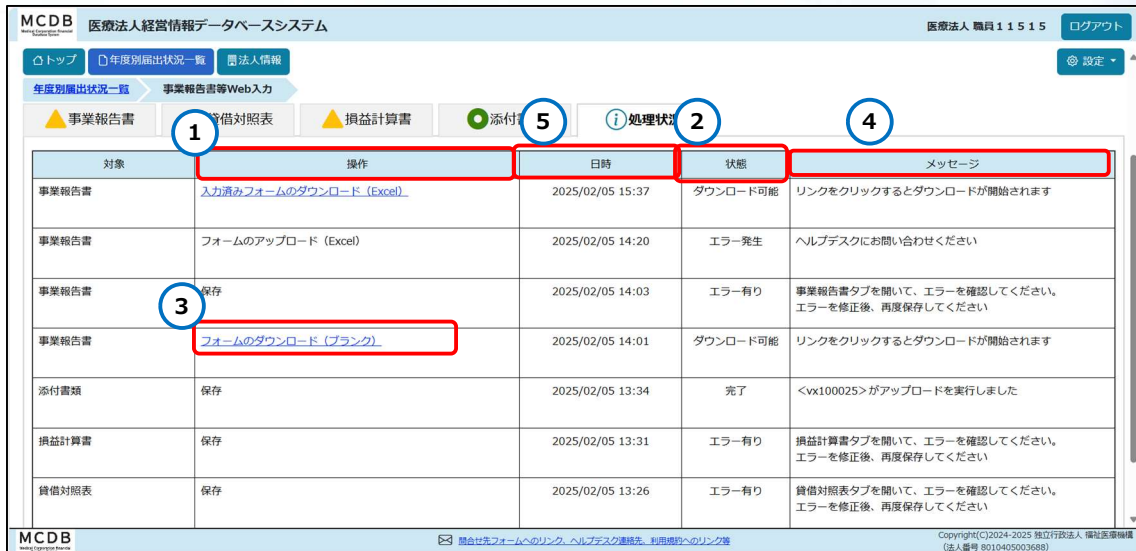 MCDB 医療法人経営情報データベースシステム 医療法人 職員11515 ログアウト
トップ 年度別届出状況一覧 法人情報 設定
年度別届出状況一覧 事業報告書等Web入力
事業報告書 貸借対照表 損益計算書 添付 処理状況
1 5 2 4
対象 操作 日時 状態 メッセージ
事業報告書 入力済みフォームのダウンロード（Excel） 2025/02/05 15:37 ダウンロード可能 リンクをクリックするとダウンロードが開始されます
事業報告書 フォームのアップロード（Excel） 2025/02/05 14:20 エラー発生 ヘルプデスクにお問い合わせください
事業報告書 保存 2025/02/05 14:03 エラー有り 事業報告書タブを開いて、エラーを確認してください。
エラーを修正後、再度保存してください
3
事業報告書 フォームのダウンロード（ブランク） 2025/02/05 14:01 ダウンロード可能 リンクをクリックするとダウンロードが開始されます
添付書類 保存 2025/02/05 13:34 完了 <vx100025>がアップロードを実行しました
損益計算書 保存 2025/02/05 13:31 エラー有り 損益計算書タブを開いて、エラーを確認してください。
エラーを修正後、再度保存してください
貸借対照表 保存 2025/02/05 13:26 エラー有り 貸借対照表タブを開いて、エラーを確認してください。
エラーを修正後、再度保存してください
MCDB 問合せ先フォームへのリンク、ヘルプデスク連絡先、利用規約へのリンク等 Copyright(C)2024-2025 独立行政法人 福祉医療機構
（法人番号 8010405003688）